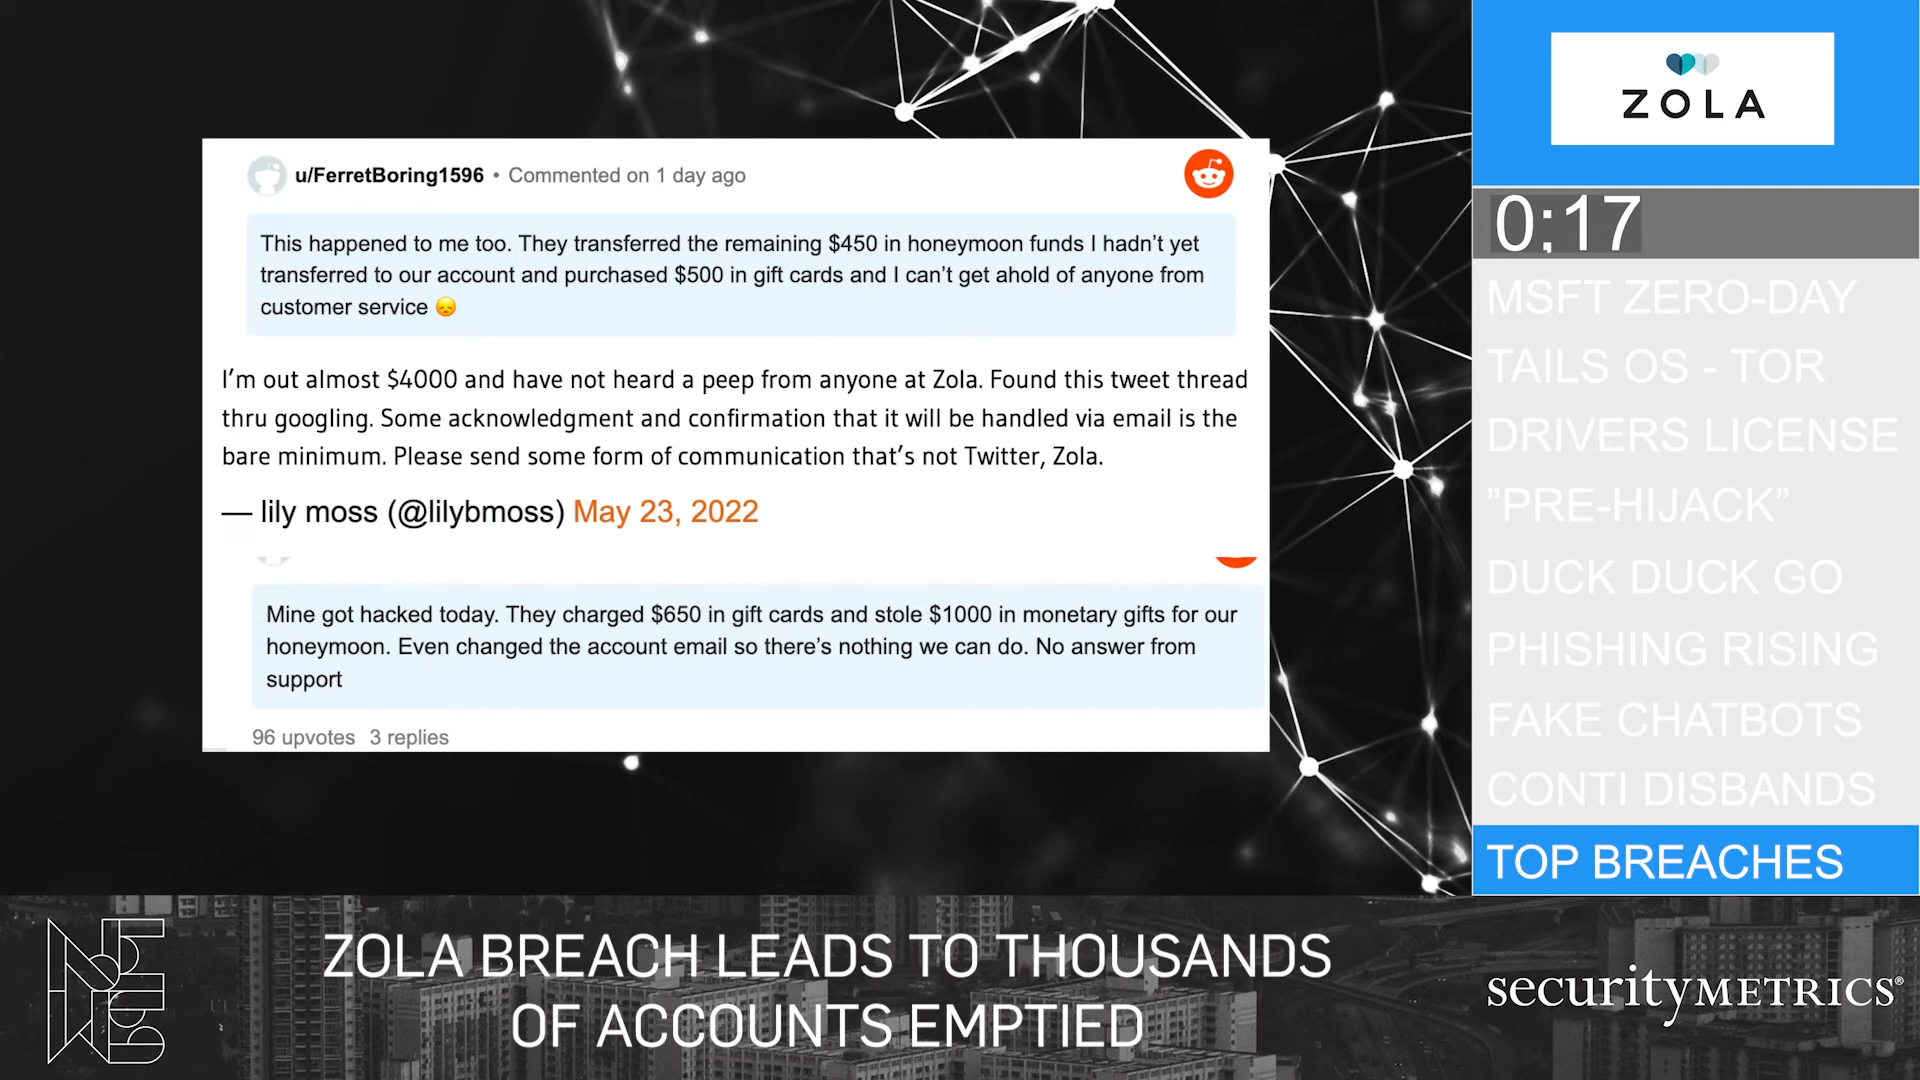 u/FerretBoring1596 • Commented on 1 day ago
This happened to me too. They transferred the remaining $450 in honeymoon funds I hadn't yet
transferred to our account and purchased $500 in gift cards and I can't get ahold of anyone from
customer service 😞
I'm out almost $4000 and have not heard a peep from anyone at Zola. Found this tweet thread
thru googling. Some acknowledgment and confirmation that it will be handled via email is the
bare minimum. Please send some form of communication that's not Twitter, Zola.
— lily moss (@lilybmoss) May 23, 2022
Mine got hacked today. They charged $650 in gift cards and stole $1000 in monetary gifts for our
honeymoon. Even changed the account email so there's nothing we can do. No answer from
support
96 upvotes 3 replies
ZOLA
0;17
MSFT ZERO-DAY
TAILS OS - TOR
DRIVERS LICENSE
”PRE-HIJACK”
DUCK DUCK GO
PHISHING RISING
FAKE CHATBOTS
CONTI DISBANDS
TOP BREACHES
ZOLA BREACH LEADS TO THOUSANDS
OF ACCOUNTS EMPTIED
securityMETRICS®